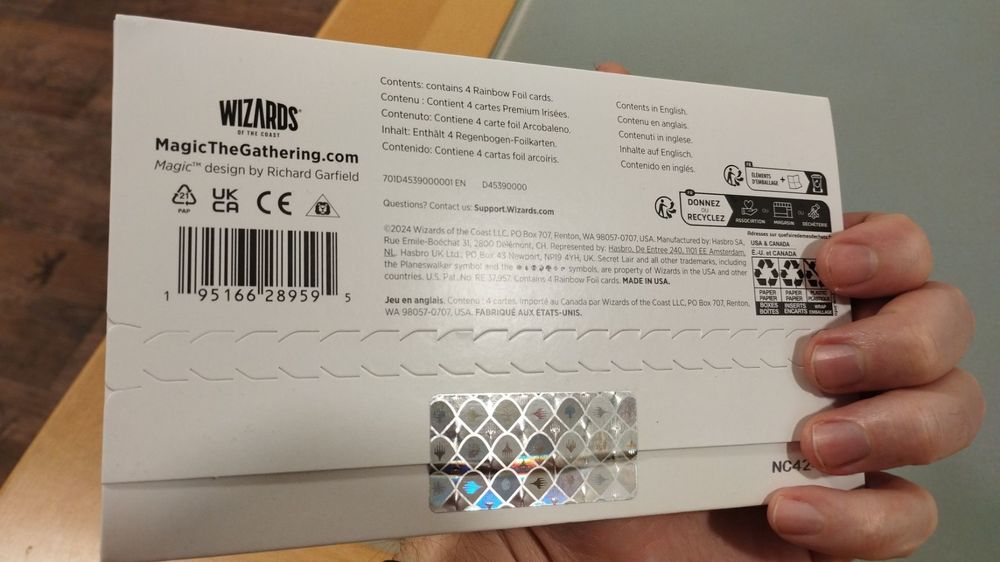 WIZARDS
OF THE COAST
MagicTheGathering.com
Magic™ design by Richard Garfield
21
PAP
UK
CA
CE
1 95166 28959 5
Contents: contains 4 Rainbow Foil cards.
Contenu : Contient 4 cartes Premium Irisées.
Contenuto: Contiene 4 carte foil Arcobaleno.
Inhalt: Enthält 4 Regenbogen-Foilkarten.
Contenido: Contiene 4 cartas foil arcoíris.
Contents in English.
Contenu en anglais.
Contenuti in inglese.
Inhalte auf Englisch.
Contenido en inglés.
701D4539000001 EN D45390000
Questions? Contact us: Support.Wizards.com
©2024 Wizards of the Coast LLC, PO Box 707, Renton, WA 98057-0707, USA. Manufactured by: Hasbro SA,
Rue Emile-Boéchat 31, 2800 Delémont, CH. Represented by: Hasbro, De Entree 240, 1101 EE Amsterdam,
NL. Hasbro UK Ltd., PO Box 43 Newport, NP19 4YH, UK. Secret Lair and all other trademarks, including
the Planeswalker symbol and the symbols, are property of Wizards in the USA and other
countries. U.S. Pat. No. RE 37,957. Contains 4 Rainbow Foil cards. MADE IN USA.
Jeu en anglais. Contenu : 4 cartes. Importé au Canada par Wizards of the Coast LLC, PO Box 707, Renton,
WA 98057-0707, USA. FABRIQUÉ AUX ÉTATS-UNIS.
FR
ÉLÉMENTS
D'EMBALLAGE +
FR
DONNEZ
OU
RECYCLEZ
ASSOCIATION OU MAGASIN OU DÉCHÈTERIE
Adresses sur quefairedemesdechets.f
USA & CANADA
É.-U. et CANADA
PAPER PAPER PLASTIC
PAPIER PAPIER PLASTIQUE
BOXES INSERTS WRAP
BOÎTES ENCARTS EMBALLAGE
NC42